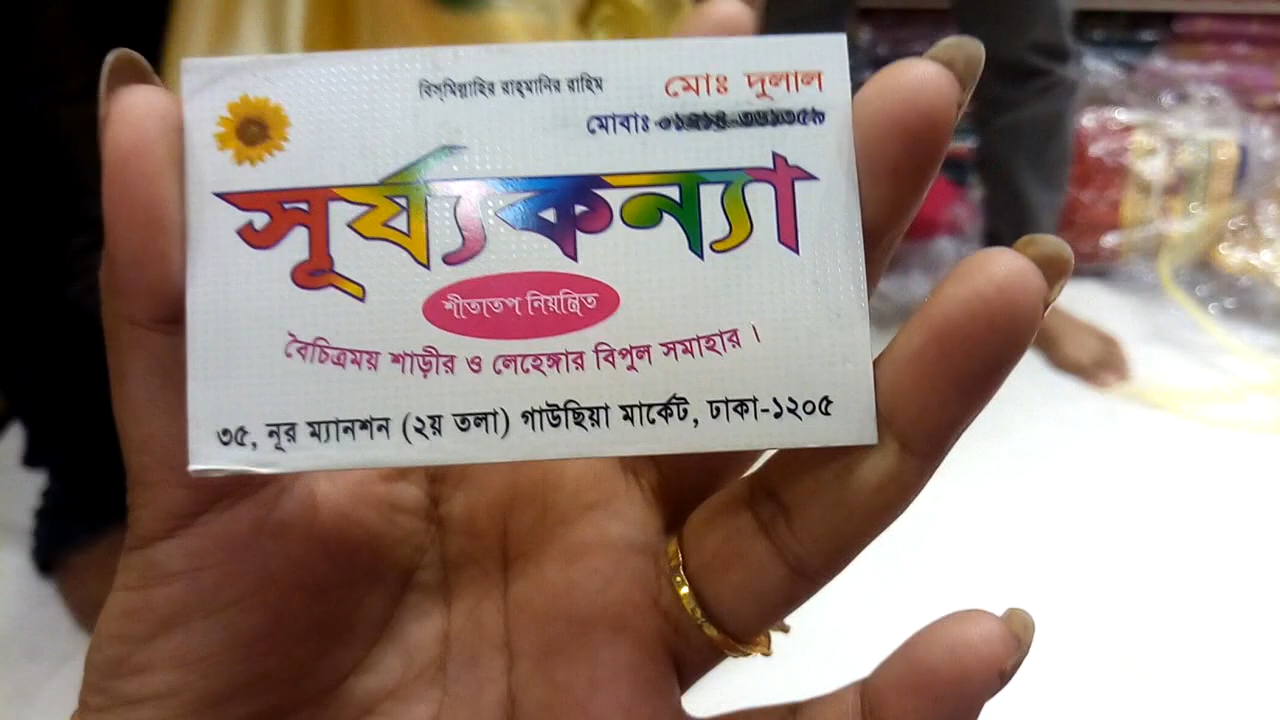 বিস্‌মিল্লাহির রাহ্‌মানির রাহিম
মোঃ দুলাল
মোবাঃ
সূর্য্যকন্যা
শীতাতপ নিয়ন্ত্রিত
বৈচিত্রময় শাড়ীর ও লেহেঙ্গার বিপুল সমাহার ।
৩৫, নূর ম্যানশন (২য় তলা) গাউছিয়া মার্কেট, ঢাকা-১২০৫